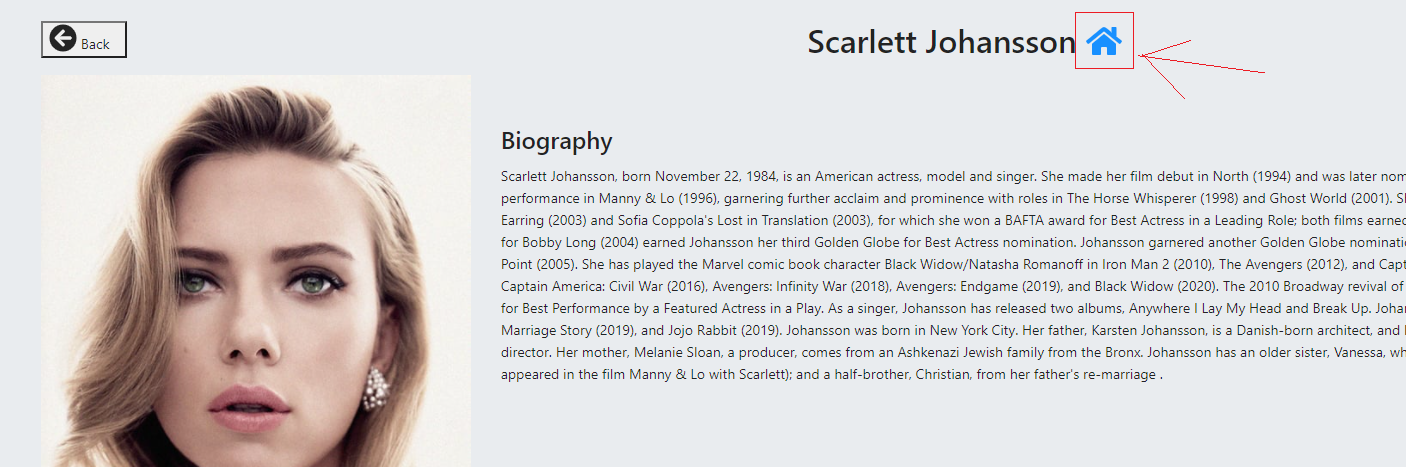 Back
Scarlett Johansson
Biography
Scarlett Johansson, born November 22, 1984, is an American actress, model and singer. She made her film debut in North (1994) and was later nom
performance in Manny & Lo (1996), garnering further acclaim and prominence with roles in The Horse Whisperer (1998) and Ghost World (2001). S
Earring (2003) and Sofia Coppola's Lost in Translation (2003), for which she won a BAFTA award for Best Actress in a Leading Role; both films earned
for Bobby Long (2004) earned Johansson her third Golden Globe for Best Actress nomination. Johansson garnered another Golden Globe nominati
Point (2005). She has played the Marvel comic book character Black Widow/Natasha Romanoff in Iron Man 2 (2010), The Avengers (2012), and Capt
Captain America: Civil War (2016), Avengers: Infinity War (2018), Avengers: Endgame (2019), and Black Widow (2020). The 2010 Broadway revival of
for Best Performance by a Featured Actress in a Play. As a singer, Johansson has released two albums, Anywhere I Lay My Head and Break Up. Johan
Marriage Story (2019), and Jojo Rabbit (2019). Johansson was born in New York City. Her father, Karsten Johansson, is a Danish-born architect, and
director. Her mother, Melanie Sloan, a producer, comes from an Ashkenazi Jewish family from the Bronx. Johansson has an older sister, Vanessa, wh
appeared in the film Manny & Lo with Scarlett); and a half-brother, Christian, from her father's re-marriage .